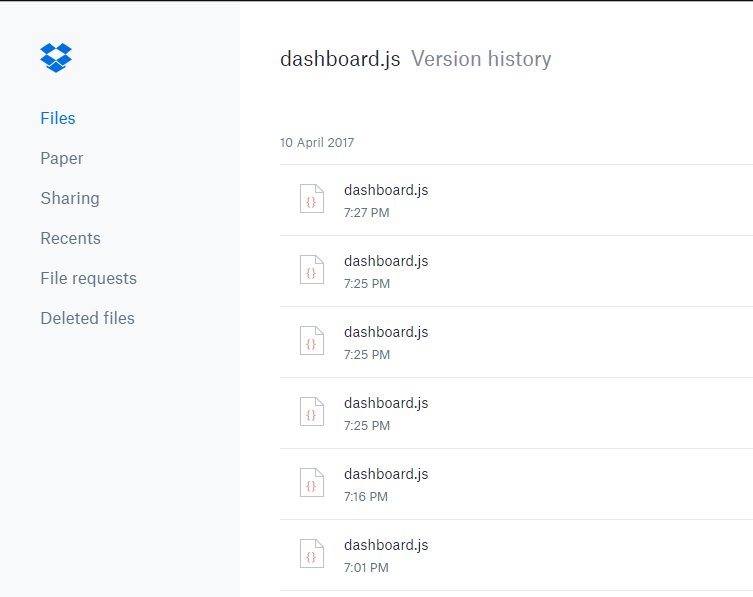 dashboard.js Version history
Files
Paper
Sharing
Recents
File requests
Deleted files
10 April 2017
{} dashboard.js
7:27 PM
{} dashboard.js
7:25 PM
{} dashboard.js
7:25 PM
{} dashboard.js
7:25 PM
{} dashboard.js
7:16 PM
{} dashboard.js
7:01 PM